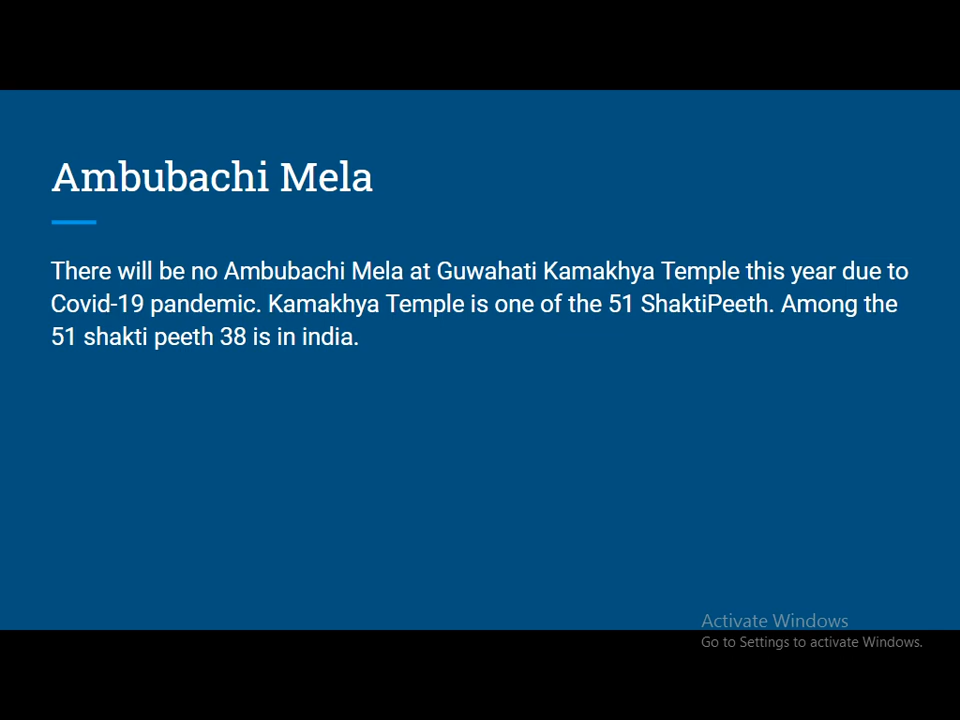 Ambubachi Mela
There will be no Ambubachi Mela at Guwahati Kamakhya Temple this year due to
Covid-19 pandemic. Kamakhya Temple is one of the 51 ShaktiPeeth. Among the
51 shakti peeth 38 is in india.
Activate Windows
Go to Settings to activate Windows.